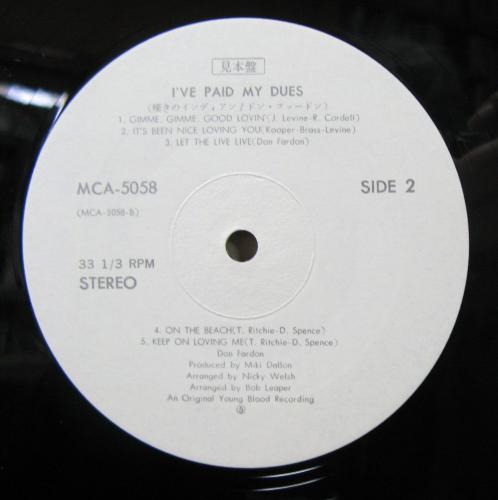 見本盤
I'VE PAID MY DUES
(嘆きのインディアン/ドン・ファードン)
1. GIMME, GIMME, GOOD LOVIN'(J. Levine-R. Cordell)
2. IT'S BEEN NICE LOVING YOU(Kooper-Brass-Levine)
3. LET THE LIVE LIVE(Don Fardon)
MCA-5058
SIDE 2
(MCA-5058-B)
33 1/3 RPM
STEREO
4. ON THE BEACH(T. Ritchie-D. Spence)
5. KEEP ON LOVING ME(T. Ritchie-D. Spence)
Don Fardon
Produced by Miki Dallon
Arranged by Nicky Welsh
Arranged by Bob Leaper
An Original Young Blood Recording